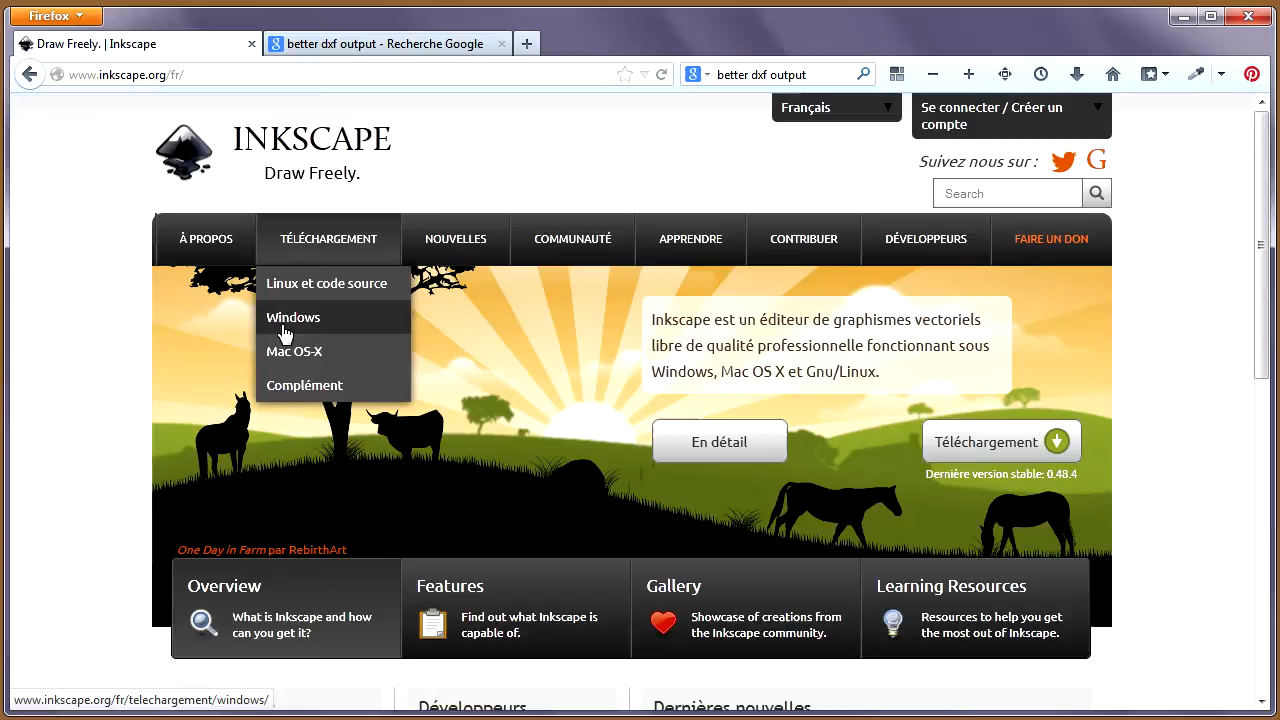 Firefox
Draw Freely. | Inkscape
better dxf output - Recherche Google
www.inkscape.org/fr/
better dxf output
Français
Se connecter / Créer un
compte
INKSCAPE
Draw Freely.
Suivez nous sur :
Search
À PROPOS
TÉLÉCHARGEMENT
NOUVELLES
COMMUNAUTÉ
APPRENDRE
CONTRIBUER
DÉVELOPPEURS
FAIRE UN DON
Linux et code source
Windows
Mac OS-X
Complément
Inkscape est un éditeur de graphismes vectoriels
libre de qualité professionnelle fonctionnant sous
Windows, Mac OS X et Gnu/Linux.
En détail
Téléchargement
Dernière version stable: 0.48.4
One Day in Farm par RebirthArt
Overview
What is Inkscape and how
can you get it?
Features
Find out what Inkscape is
capable of.
Gallery
Showcase of creations from
the Inkscape community.
Learning Resources
Resources to help you get
the most out of Inkscape.
www.inkscape.org/fr/telechargement/windows/
Développeurs
Dernières nouvelles